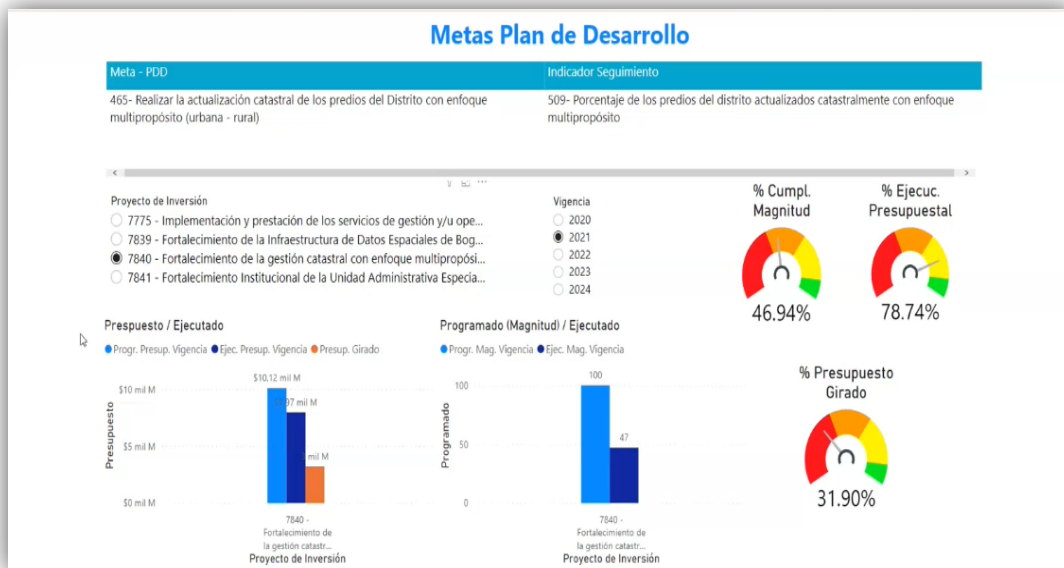 Metas Plan de Desarrollo
Meta - PDD
Indicador Seguimiento
465- Realizar la actualización catastral de los predios del Distrito con enfoque
multipropósito (urbana - rural)
509- Porcentaje de los predios del distrito actualizados catastralmente con enfoque
multipropósito
Proyecto de Inversión
7775 - Implementación y prestación de los servicios de gestión y/u ope...
7839 - Fortalecimiento de la Infraestructura de Datos Espaciales de Bog...
7840 - Fortalecimiento de la gestión catastral con enfoque multipropósi...
7841 - Fortalecimiento Institucional de la Unidad Administrativa Especia...
Vigencia
2020
2021
2022
2023
2024
% Cumpl.
Magnitud
46.94%
% Ejecuc.
Presupuestal
78.74%
Prespuesto / Ejecutado
Progr. Presup. Vigencia Ejec. Presup. Vigencia Presup. Girado
$10 mil M
$5 mil M
$0 mil M
Presupuesto
$10,12 mil M
97 mil M
mil M
7840 -
Fortalecimiento de
la gestión catastr...
Proyecto de Inversión
Programado (Magnitud) / Ejecutado
Progr. Mag. Vigencia Ejec. Mag. Vigencia
100
50
0
Programado
100
47
7840 -
Fortalecimiento de
la gestión catastr...
Proyecto de Inversión
% Presupuesto
Girado
31.90%